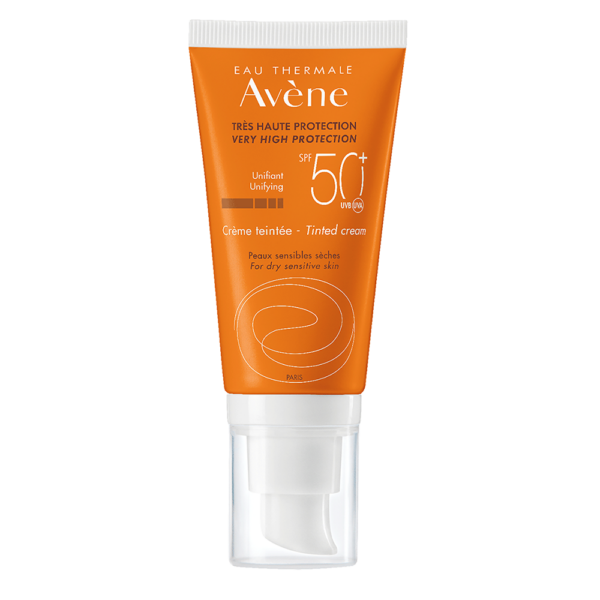 EAU THERMALE
Avène
TRÈS HAUTE PROTECTION
VERY HIGH PROTECTION
SPF 50+
UVB UVA
Unifiant
Unifying
Crème teintée - Tinted cream
Peaux sensibles sèches
For dry sensitive skin
PARIS